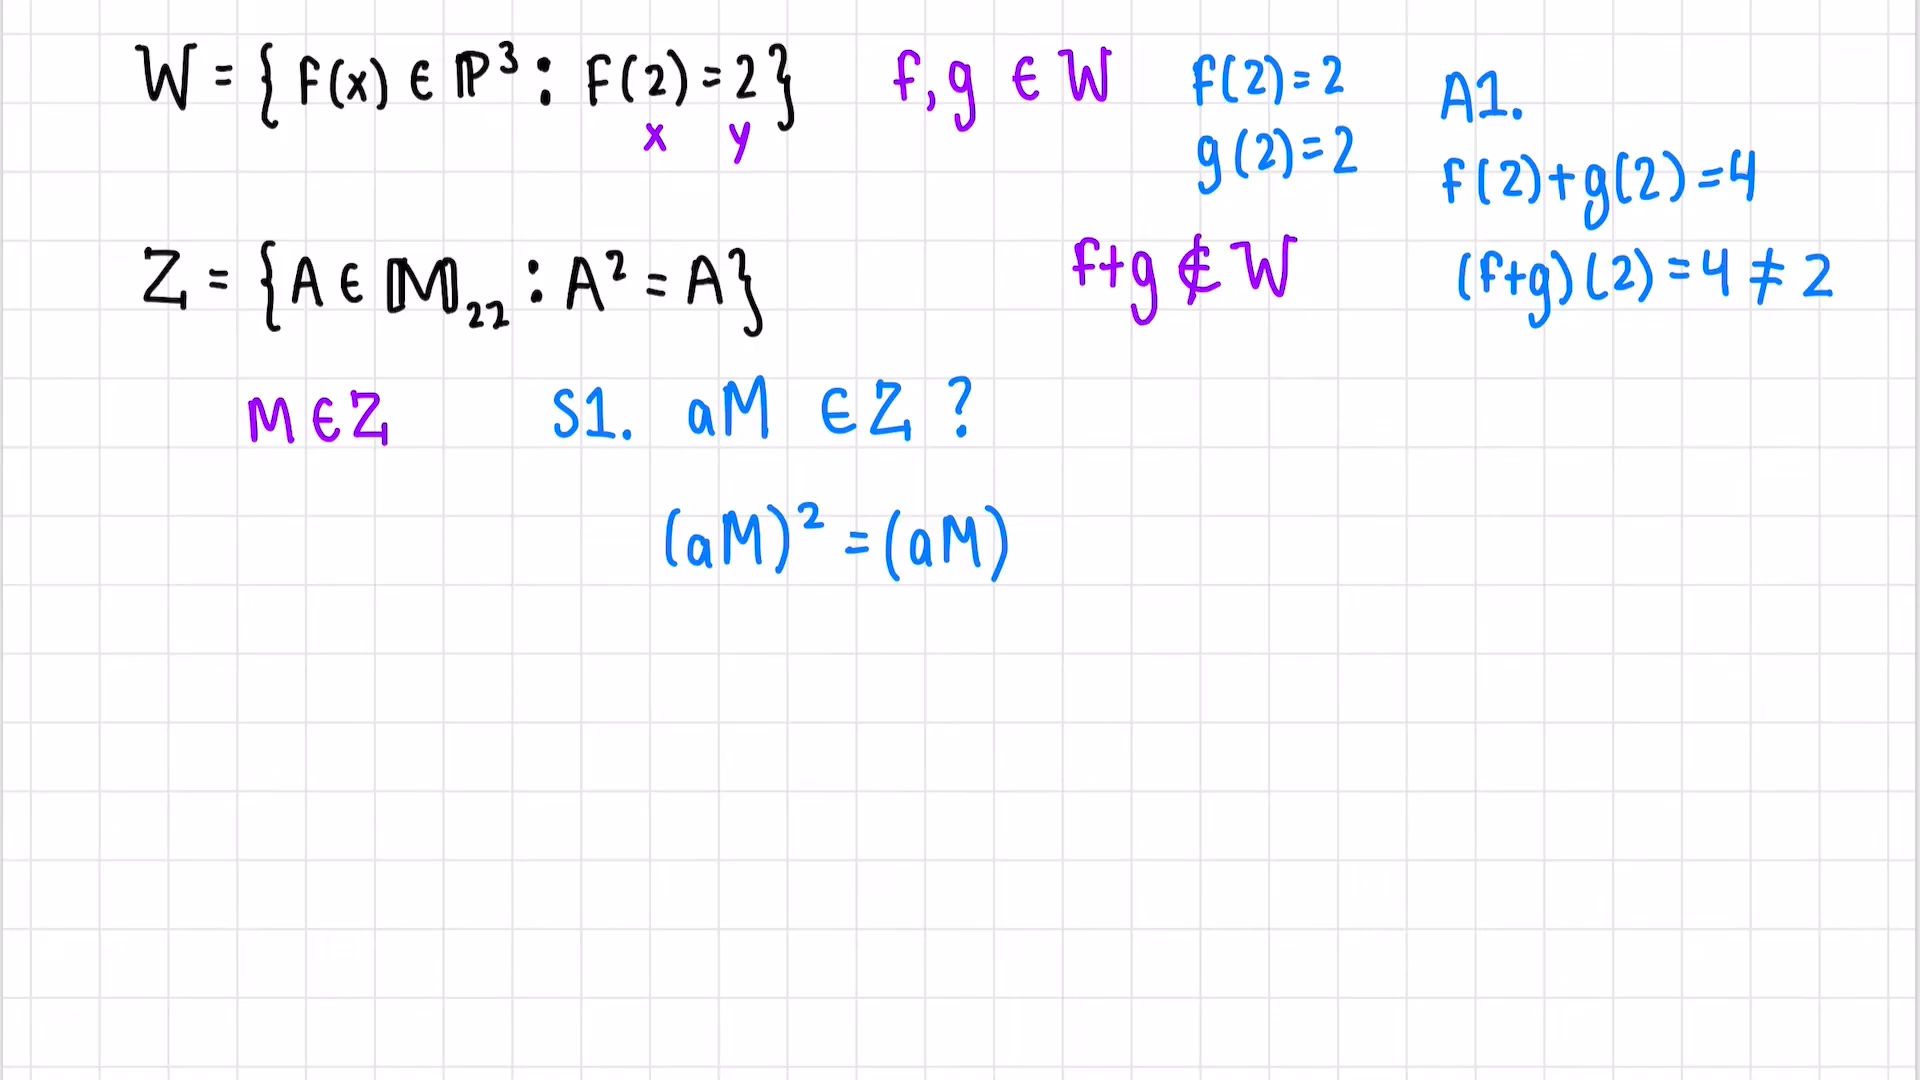 W = { f(x) ∈ ℙ³ : f(2) = 2 }
x y
f, g ∈ W
f(2) = 2
g(2) = 2
A1.
f(2) + g(2) = 4
(f+g)(2) = 4 ≠ 2
f+g ∉ W
Z = { A ∈ 𝕄₂₂ : A² = A }
M ∈ Z
S1. aM ∈ Z ?
(aM)² = (aM)